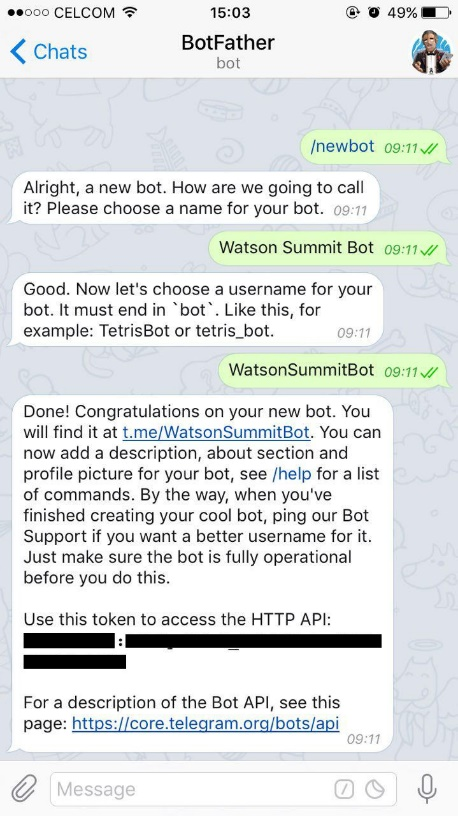 CELCOM 15:03 49%
Chats BotFather
bot
/newbot 09:11
Alright, a new bot. How are we going to call
it? Please choose a name for your bot. 09:11
Watson Summit Bot 09:11
Good. Now let's choose a username for your
bot. It must end in `bot`. Like this, for
example: TetrisBot or tetris_bot. 09:11
WatsonSummitBot 09:11
Done! Congratulations on your new bot. You
will find it at t.me/WatsonSummitBot. You can
now add a description, about section and
profile picture for your bot, see /help for a list
of commands. By the way, when you've
finished creating your cool bot, ping our Bot
Support if you want a better username for it.
Just make sure the bot is fully operational
before you do this.
Use this token to access the HTTP API:
:
For a description of the Bot API, see this
page: https://core.telegram.org/bots/api
09:11
Message